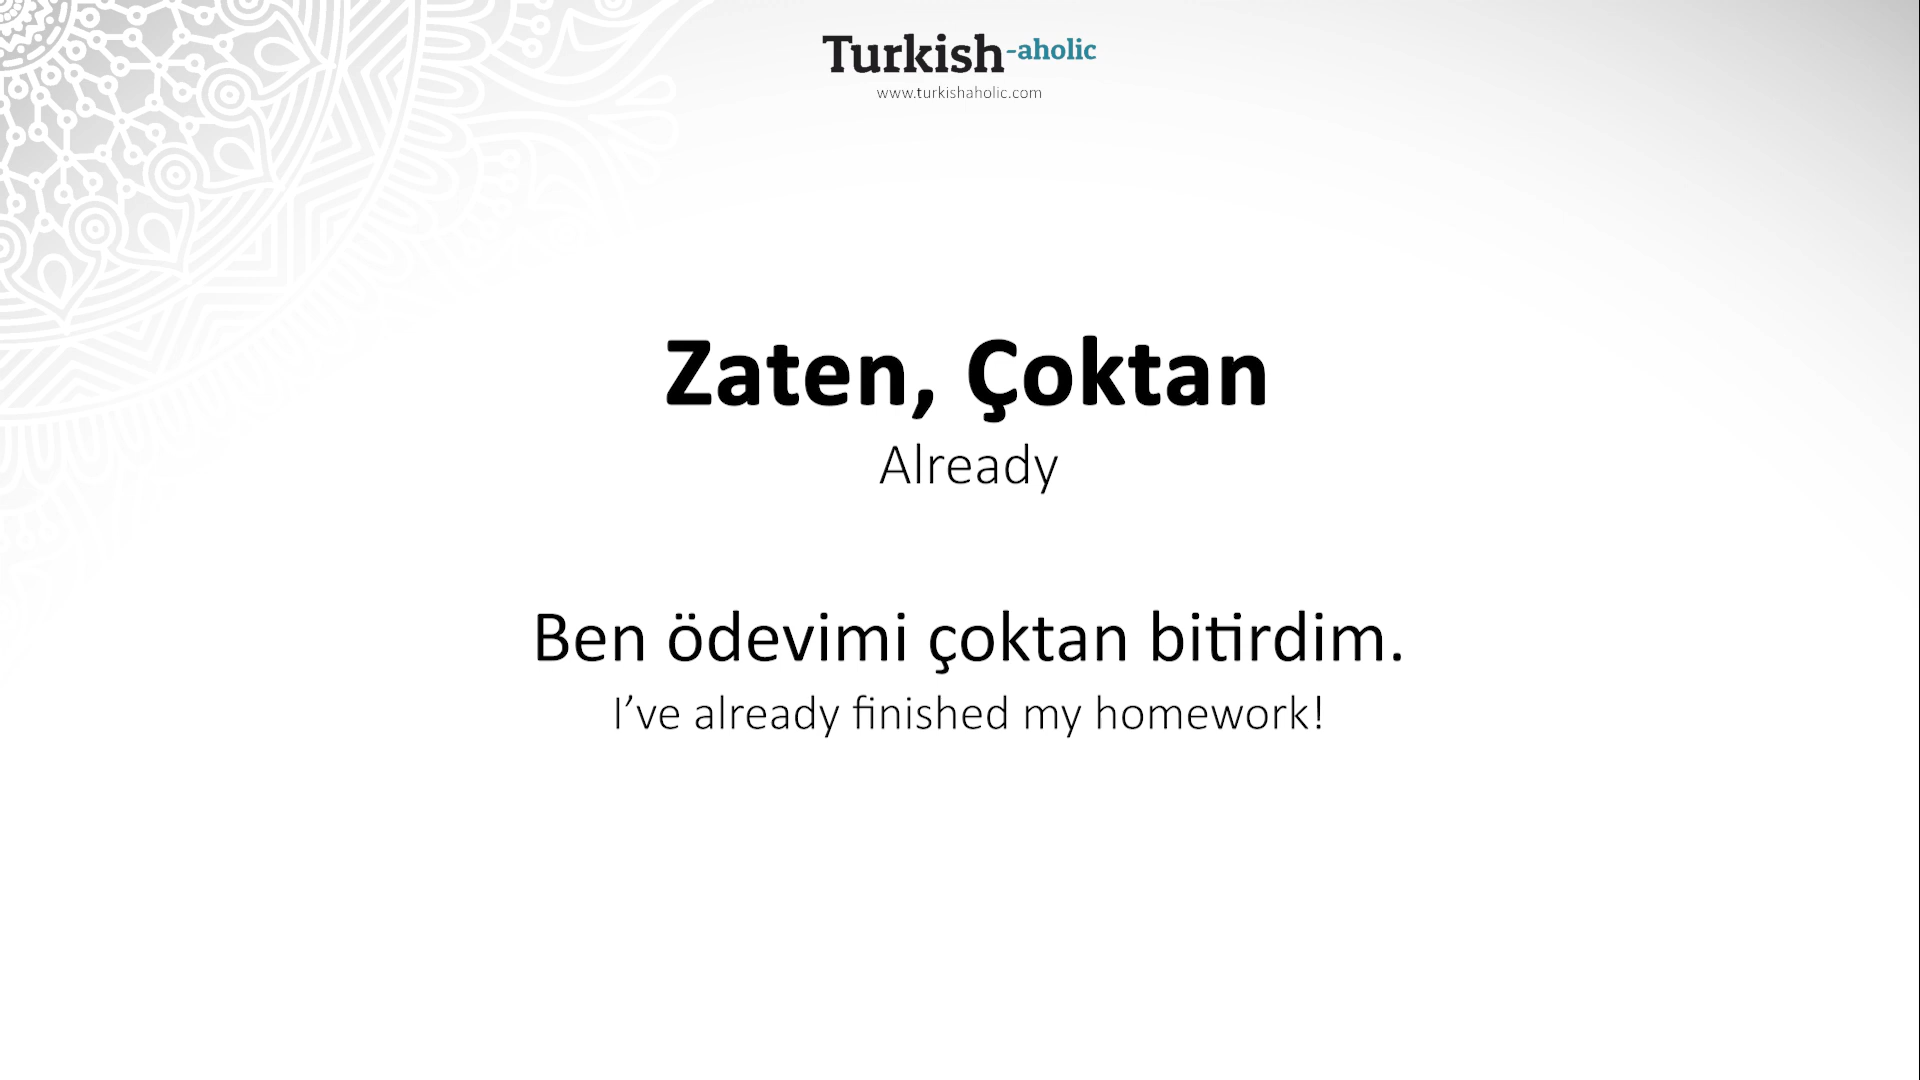 Turkish-aholic
www.turkishaholic.com
Zaten, Çoktan
Already
Ben ödevimi çoktan bitirdim.
I’ve already finished my homework!